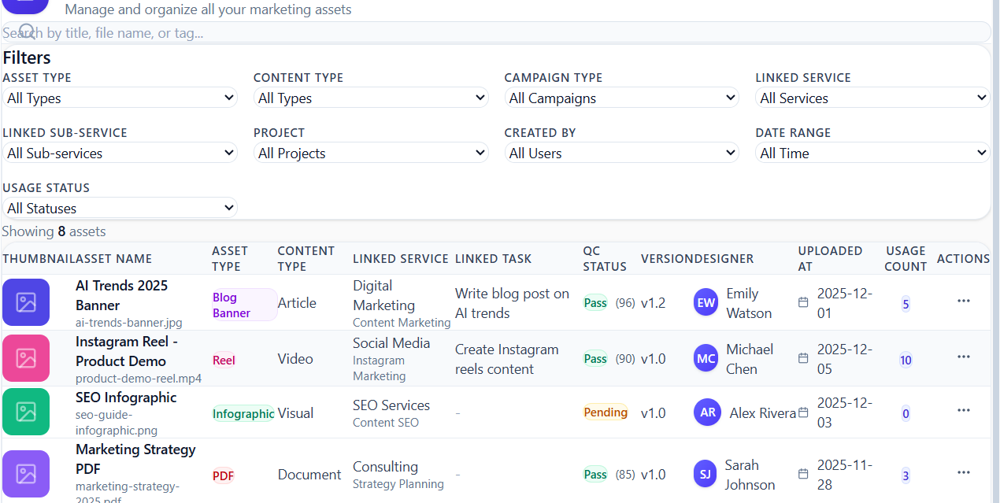 Manage and organize all your marketing assets
Search by title, file name, or tag...
Filters
ASSET TYPE CONTENT TYPE CAMPAIGN TYPE LINKED SERVICE
All Types All Types All Campaigns All Services
LINKED SUB-SERVICE PROJECT CREATED BY DATE RANGE
All Sub-services All Projects All Users All Time
USAGE STATUS
All Statuses
Showing 8 assets
THUMBNAIL ASSET NAME ASSET TYPE CONTENT TYPE LINKED SERVICE LINKED TASK QC STATUS VERSION DESIGNER UPLOADED AT USAGE COUNT ACTIONS
AI Trends 2025 Banner
ai-trends-banner.jpg
Blog Banner
Article
Digital Marketing
Content Marketing
Write blog post on AI trends
Pass (96)
v1.2
EW Emily Watson
2025-12-01
5
Instagram Reel - Product Demo
product-demo-reel.mp4
Reel
Video
Social Media
Instagram Marketing
Create Instagram reels content
Pass (90)
v1.0
MC Michael Chen
2025-12-05
10
SEO Infographic
seo-guide-infographic.png
Infographic
Visual
SEO Services
Content SEO
-
Pending
v1.0
AR Alex Rivera
2025-12-03
0
Marketing Strategy PDF
marketing-strategy-2025.pdf
PDF
Document
Consulting
Strategy Planning
-
Pass (85)
v1.0
SJ Sarah Johnson
2025-11-28
3